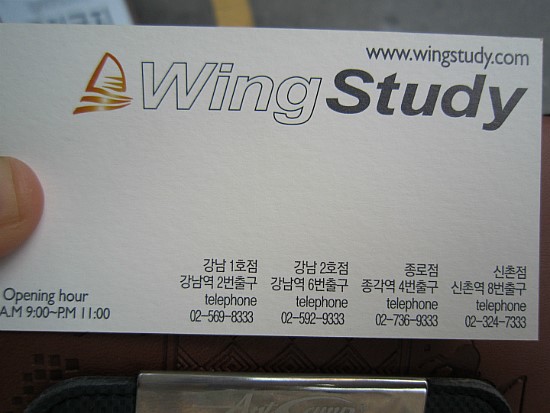 www.wingstudy.com
Wing Study
강남 1호점 강남 2호점 종로점 신촌점
강남역 2번출구 강남역 6번출구 종각역 4번출구 신촌역 8번출구
Opening hour telephone telephone telephone telephone
A.M 9:00~P.M 11:00 02-569-8333 02-592-9333 02-736-9333 02-324-7333